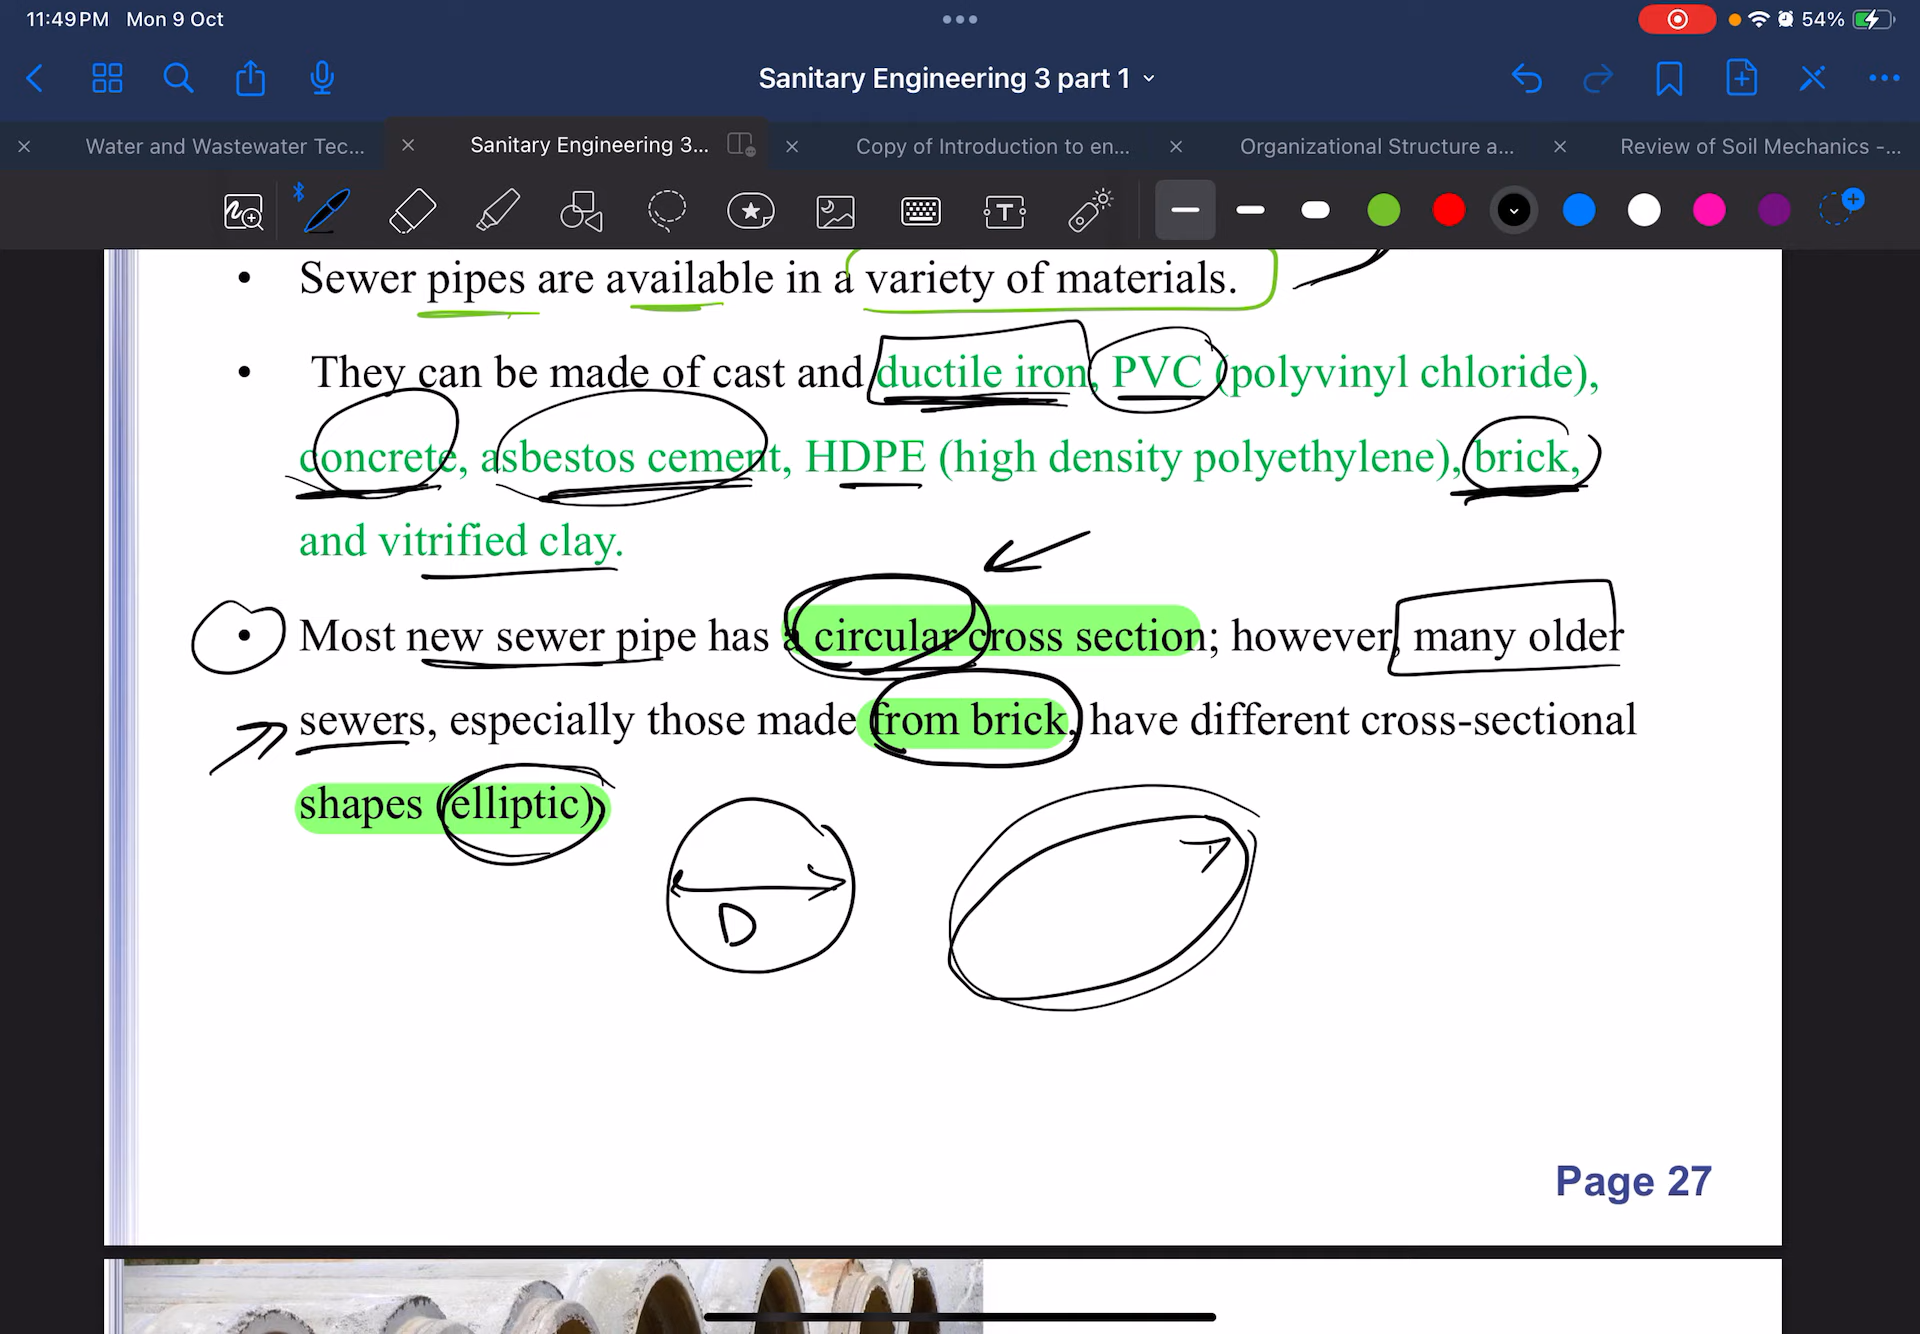 11:49 PM Mon 9 Oct
54%
Sanitary Engineering 3 part 1
Water and Wastewater Tec...
Sanitary Engineering 3...
Copy of Introduction to en...
Organizational Structure a...
Review of Soil Mechanics -...
• Sewer pipes are available in a variety of materials.
• They can be made of cast and ductile iron, PVC (polyvinyl chloride),
concrete, asbestos cement, HDPE (high density polyethylene), brick,
and vitrified clay.
• Most new sewer pipe has a circular cross section; however, many older
sewers, especially those made from brick, have different cross-sectional
shapes (elliptic)
D
Page 27